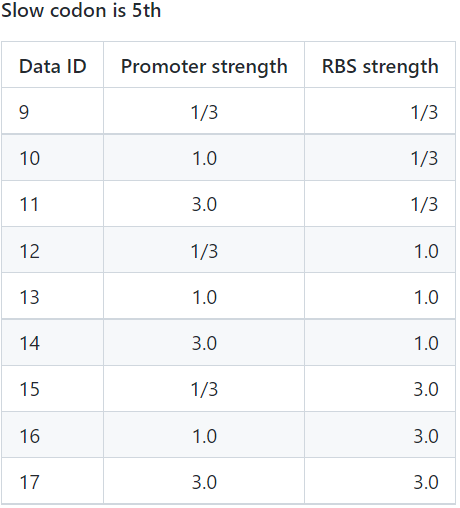 Slow codon is 5th
Data ID Promoter strength RBS strength
9 1/3 1/3
10 1.0 1/3
11 3.0 1/3
12 1/3 1.0
13 1.0 1.0
14 3.0 1.0
15 1/3 3.0
16 1.0 3.0
17 3.0 3.0